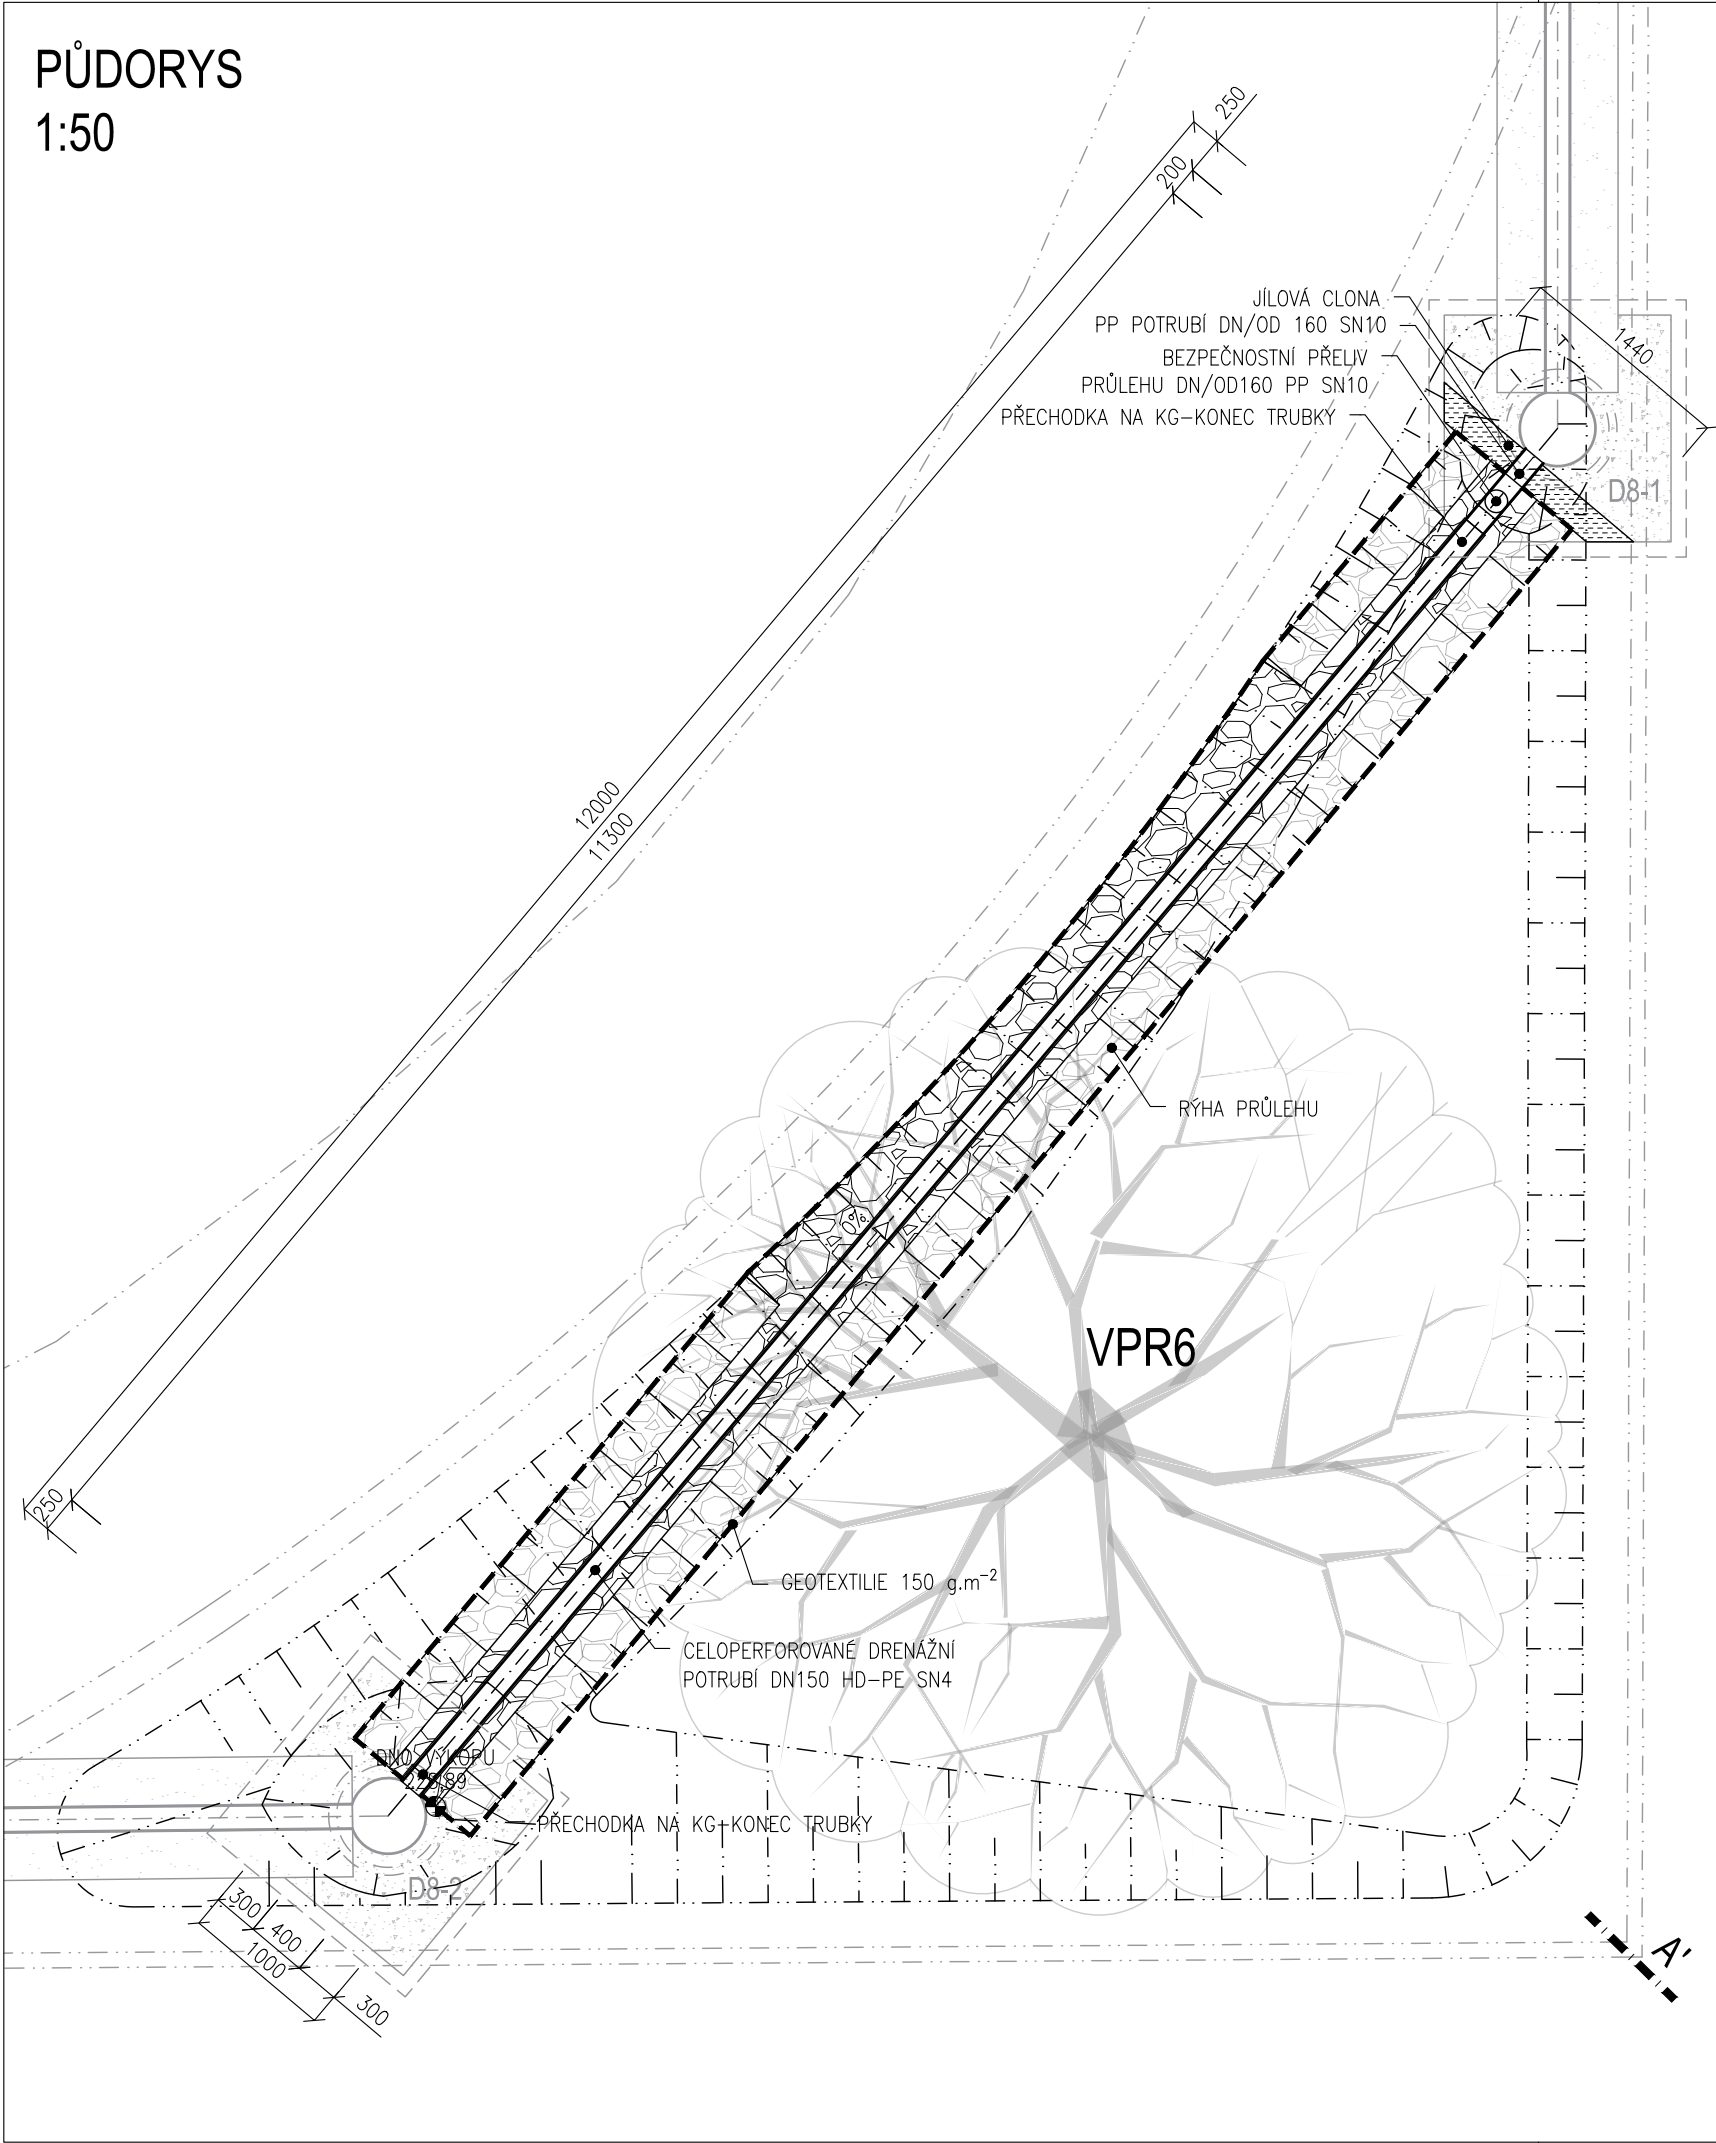 PŮDORYS
1:50
250
200
JÍLOVÁ CLONA
PP POTRUBÍ DN/OD 160 SN10
BEZPEČNOSTNÍ PŘELIV
PRŮLEHU DN/OD160 PP SN10
PŘECHODKA NA KG-KONEC TRUBKY
1440
D8-1
12000
11300
RÝHA PRŮLEHU
0%
VPR6
250
GEOTEXTILIE 150 g.m⁻²
CELOPERFOROVANÉ DRENÁŽNÍ
POTRUBÍ DN150 HD-PE SN4
DNO VÝKOPU
PŘECHODKA NA KG-KONEC TRUBKY
D8-2
300
400
1000
300
A'